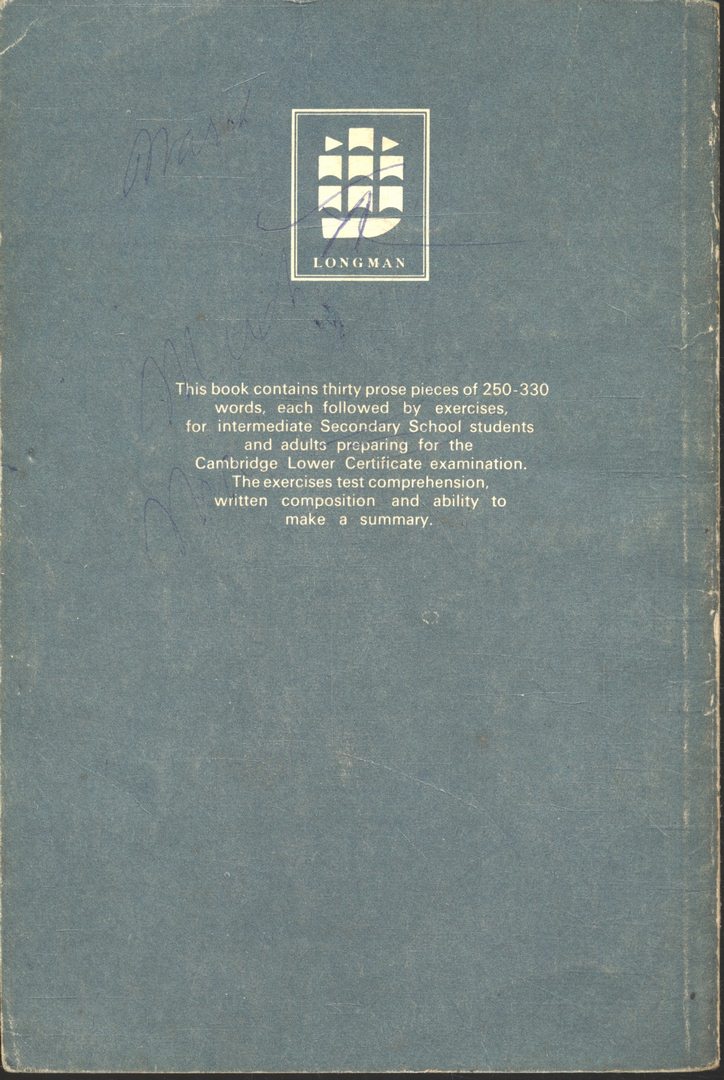 LONGMAN
This book contains thirty prose pieces of 250-330
words, each followed by exercises,
for intermediate Secondary School students
and adults preparing for the
Cambridge Lower Certificate examination.
The exercises test comprehension,
written composition and ability to
make a summary.